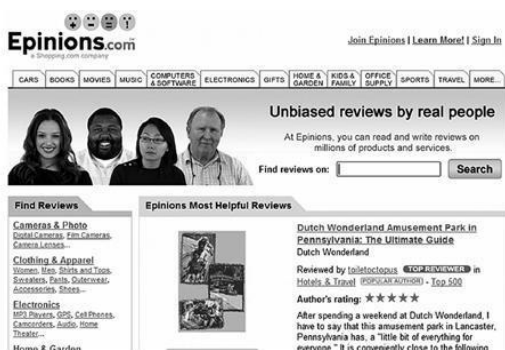 Epinions.com
a Shopping.com company
Join Epinions | Learn More! | Sign In
CARS BOOKS MOVIES MUSIC COMPUTERS & SOFTWARE ELECTRONICS GIFTS HOME & GARDEN KIDS & FAMILY OFFICE SUPPLY SPORTS TRAVEL MORE...
Unbiased reviews by real people
At Epinions, you can read and write reviews on
millions of products and services.
Find reviews on: Search
Find Reviews
Cameras & Photo
Digital Cameras, Film Cameras,
Camera Lenses...
Clothing & Apparel
Women, Men, Shirts and Tops,
Sweaters, Pants, Outerwear,
Accessories, Shoes...
Electronics
MP3 Players, GPS, Cell Phones,
Camcorders, Audio, Home
Theater...
Home & Garden
Epinions Most Helpful Reviews
Dutch Wonderland Amusement Park in
Pennsylvania: The Ultimate Guide
Dutch Wonderland
Reviewed by toiletoctopus TOP REVIEWER in
Hotels & Travel POPULAR AUTHOR - Top 500
Author's rating: ★★★★★
After spending a weekend at Dutch Wonderland, I
have to say that this amusement park in Lancaster,
Pennsylvania has, a "little bit of everything for
everyone." It is conveniently close to the following